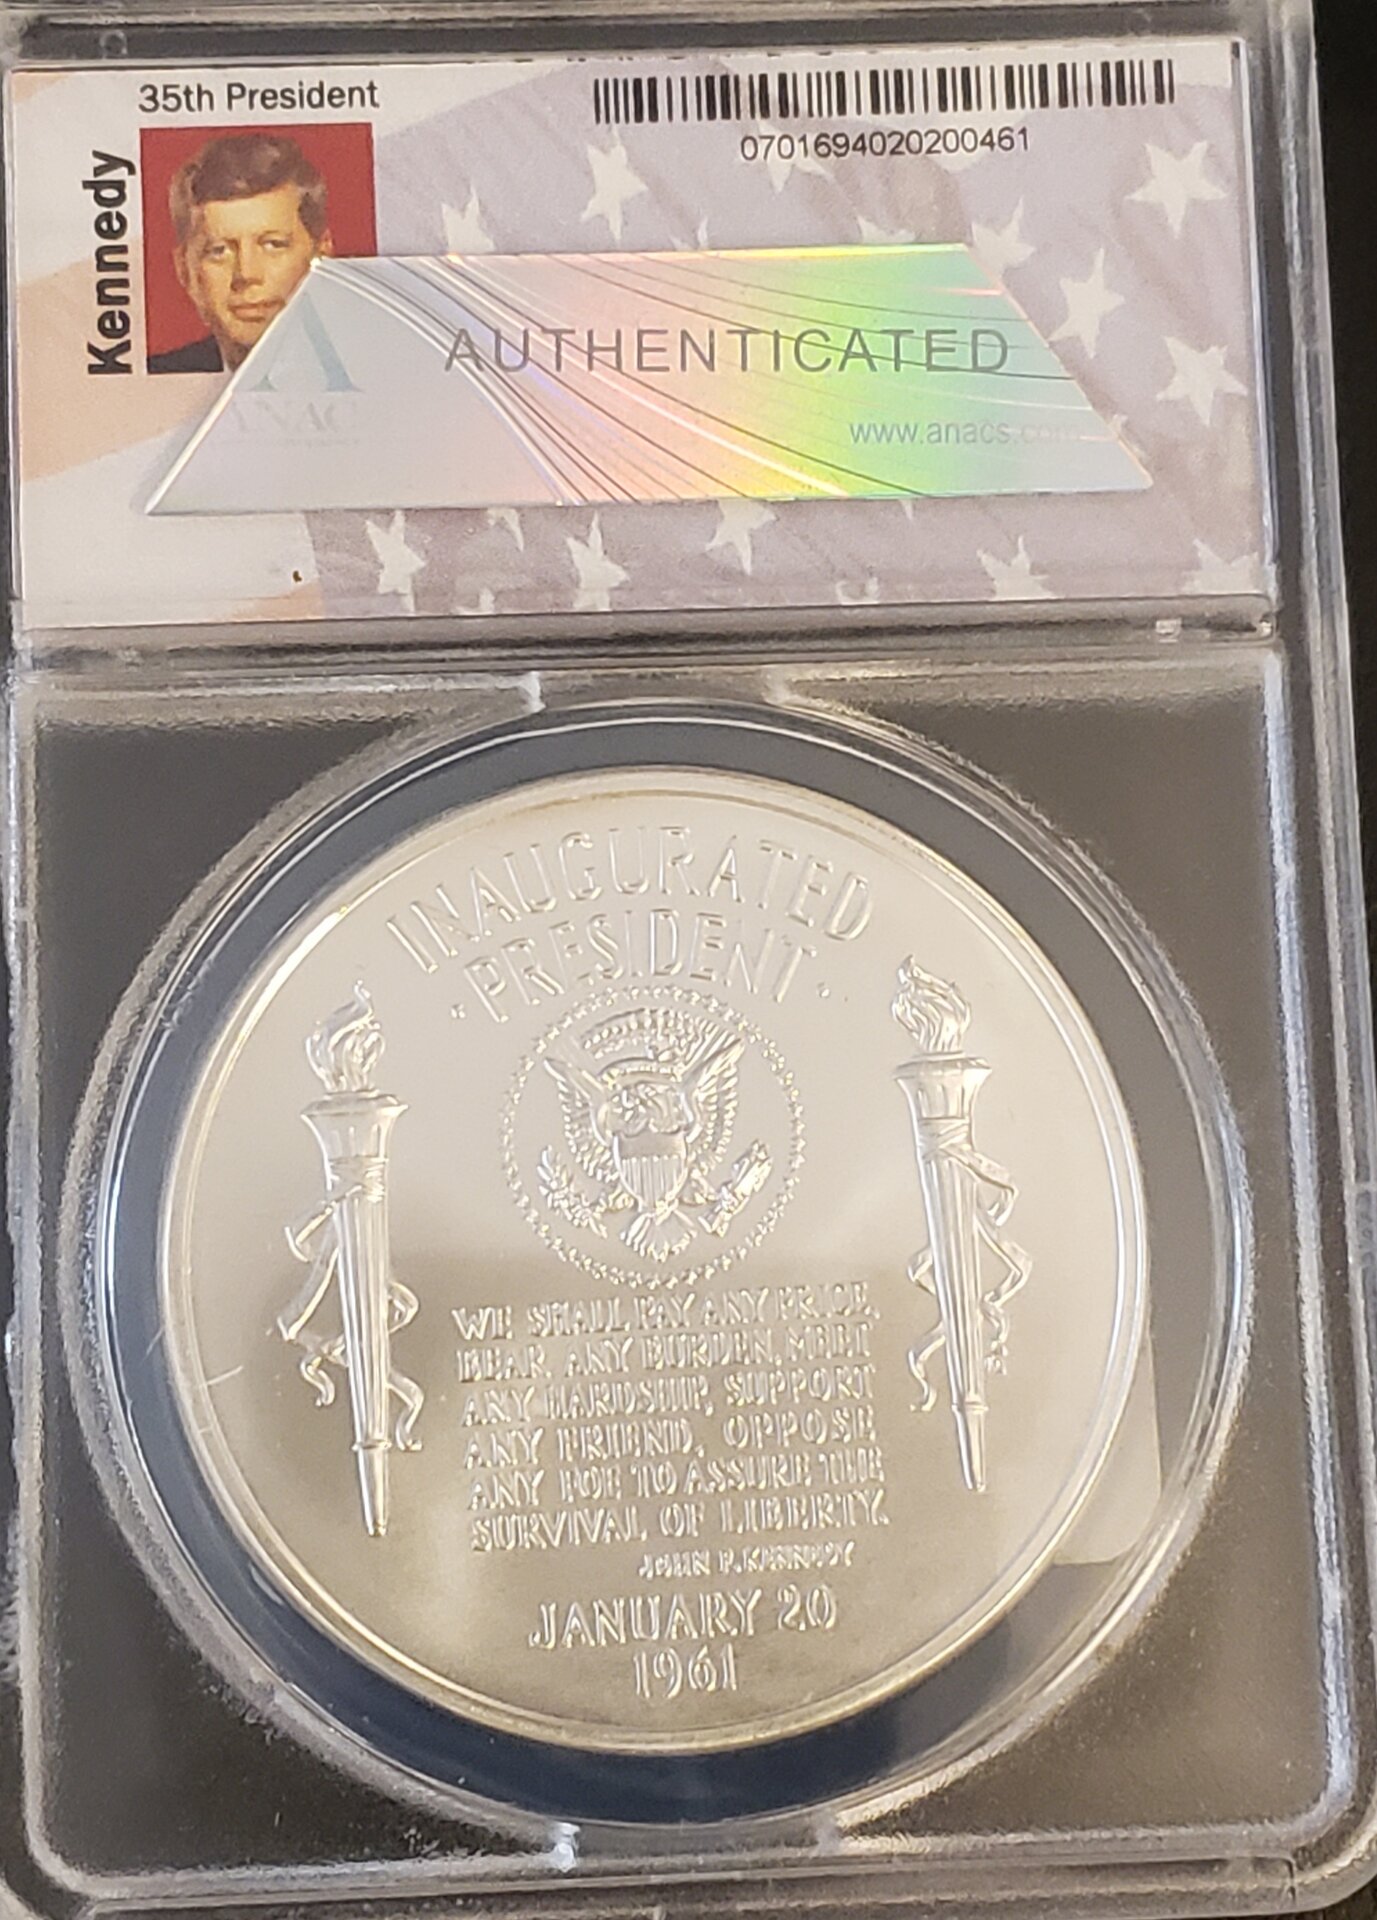 35th President
Kennedy
0701694020200461
AUTHENTICATED
ANAC
www.anacs.com
INAUGURATED
·PRESIDENT·
WE SHALL PAY ANY PRICE,
BEAR ANY BURDEN, MEET
ANY HARDSHIP, SUPPORT
ANY FRIEND, OPPOSE
ANY FOE TO ASSURE THE
SURVIVAL OF LIBERTY.
JOHN F. KENNEDY
JANUARY 20
1961